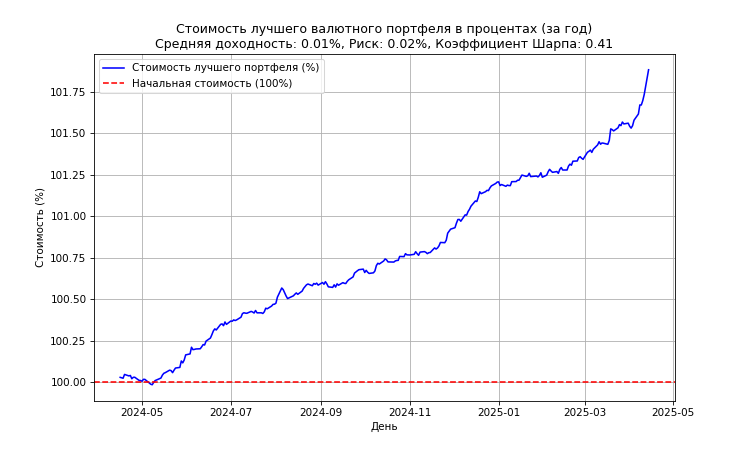 Стоимость лучшего валютного портфеля в процентах (за год)
Средняя доходность: 0.01%, Риск: 0.02%, Коэффициент Шарпа: 0.41
Стоимость лучшего портфеля (%)
Начальная стоимость (100%)
Стоимость (%)
101.75
101.50
101.25
101.00
100.75
100.50
100.25
100.00
2024-05 2024-07 2024-09 2024-11 2025-01 2025-03 2025-05
День